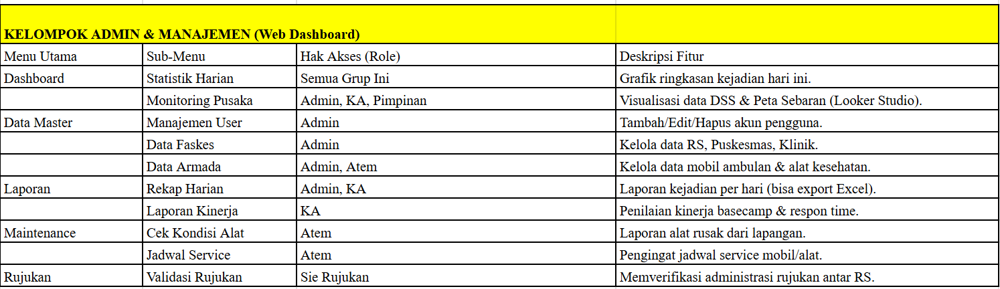 KELOMPOK ADMIN & MANAJEMEN (Web Dashboard)
Menu Utama Sub-Menu Hak Akses (Role) Deskripsi Fitur
Dashboard Statistik Harian Semua Grup Ini Grafik ringkasan kejadian hari ini.
Monitoring Pusaka Admin, KA, Pimpinan Visualisasi data DSS & Peta Sebaran (Looker Studio).
Data Master Manajemen User Admin Tambah/Edit/Hapus akun pengguna.
Data Faskes Admin Kelola data RS, Puskesmas, Klinik.
Data Armada Admin, Atem Kelola data mobil ambulan & alat kesehatan.
Laporan Rekap Harian Admin, KA Laporan kejadian per hari (bisa export Excel).
Laporan Kinerja KA Penilaian kinerja basecamp & respon time.
Maintenance Cek Kondisi Alat Atem Laporan alat rusak dari lapangan.
Jadwal Service Atem Pengingat jadwal service mobil/alat.
Rujukan Validasi Rujukan Sie Rujukan Memverifikasi administrasi rujukan antar RS.